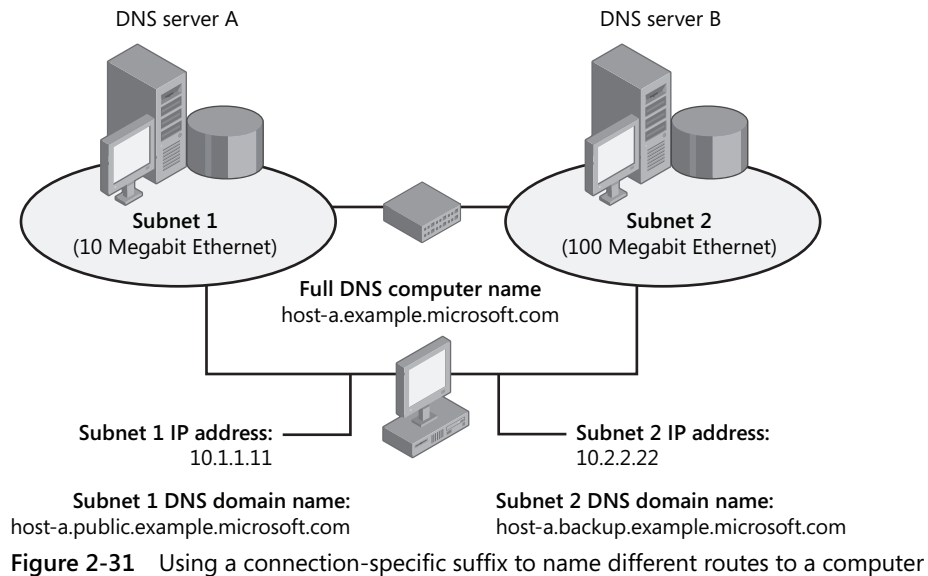 DNS server A
DNS server B
Subnet 1
(10 Megabit Ethernet)
Subnet 2
(100 Megabit Ethernet)
Full DNS computer name
host-a.example.microsoft.com
Subnet 1 IP address:
10.1.1.11
Subnet 2 IP address:
10.2.2.22
Subnet 1 DNS domain name:
host-a.public.example.microsoft.com
Subnet 2 DNS domain name:
host-a.backup.example.microsoft.com
Figure 2-31 Using a connection-specific suffix to name different routes to a computer